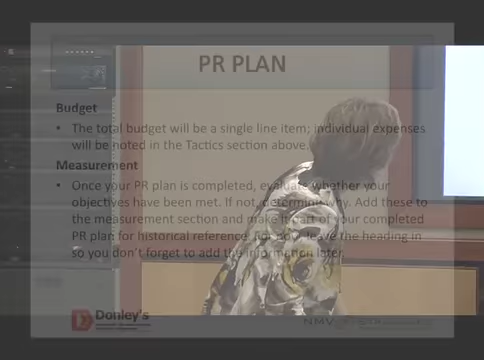 PR PLAN
Budget
• The total budget will be a single line item; individual expenses
will be noted in the Tactics section above.
Measurement
• Once your PR plan is completed, evaluate whether your
objectives have been met. If not, determine why. Add these to
the measurement section and make it part of your completed
PR plan for historical reference. For now, leave the heading in
so you don't forget to add the information later.
Donley's
NMV